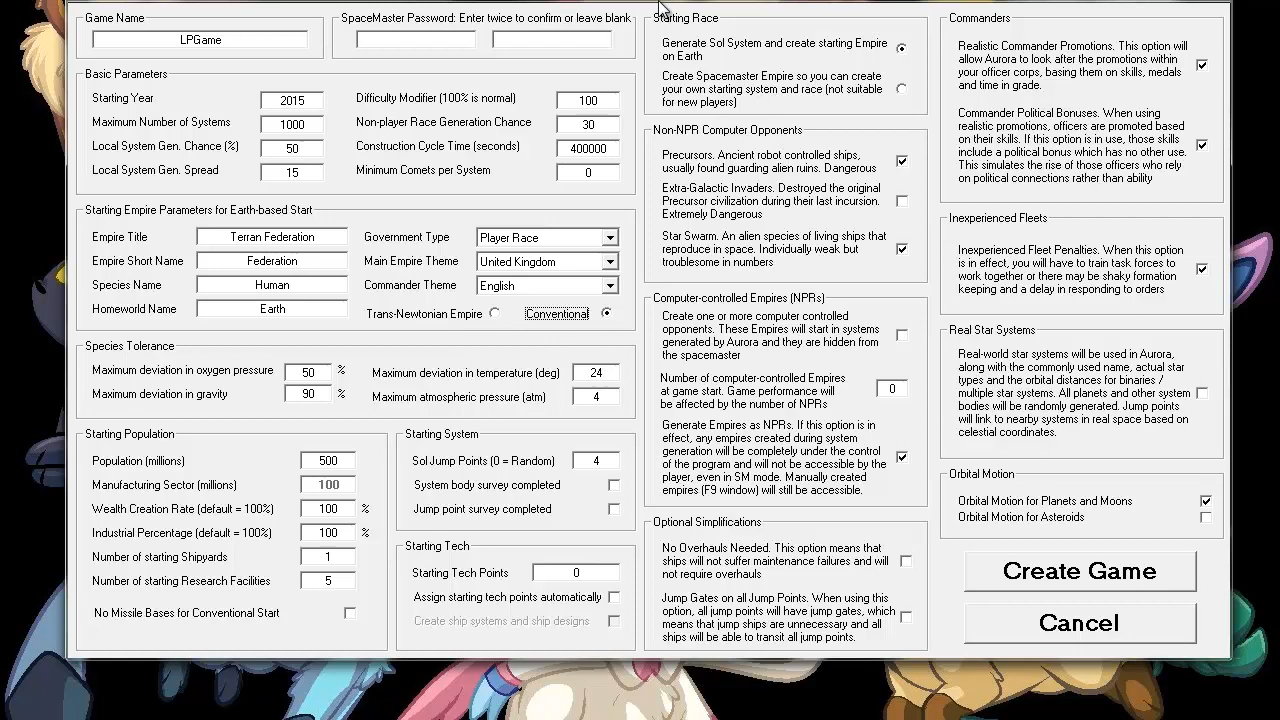 Game Name
LPGame
SpaceMaster Password: Enter twice to confirm or leave blank
Basic Parameters
Starting Year 2015
Maximum Number of Systems 1000
Local System Gen. Chance (%) 50
Local System Gen. Spread 15
Difficulty Modifier (100% is normal) 100
Non-player Race Generation Chance 30
Construction Cycle Time (seconds) 400000
Minimum Comets per System 0
Starting Empire Parameters for Earth-based Start
Empire Title Terran Federation
Empire Short Name Federation
Species Name Human
Homeworld Name Earth
Government Type Player Race
Main Empire Theme United Kingdom
Commander Theme English
Trans-Newtonian Empire Conventional
Species Tolerance
Maximum deviation in oxygen pressure 50 %
Maximum deviation in gravity 90 %
Maximum deviation in temperature (deg) 24
Maximum atmospheric pressure (atm) 4
Starting Population
Population (millions) 500
Manufacturing Sector (millions) 100
Wealth Creation Rate (default = 100%) 100 %
Industrial Percentage (default = 100%) 100 %
Number of starting Shipyards 1
Number of starting Research Facilities 5
No Missile Bases for Conventional Start
Starting System
Sol Jump Points (0 = Random) 4
System body survey completed
Jump point survey completed
Starting Tech
Starting Tech Points 0
Assign starting tech points automatically
Create ship systems and ship designs
Starting Race
Generate Sol System and create starting Empire
on Earth
Create Spacemaster Empire so you can create
your own starting system and race (not suitable
for new players)
Non-NPR Computer Opponents
Precursors. Ancient robot controlled ships,
usually found guarding alien ruins. Dangerous
Extra-Galactic Invaders. Destroyed the original
Precursor civilization during their last incursion.
Extremely Dangerous
Star Swarm. An alien species of living ships that
reproduce in space. Individually weak but
troublesome in numbers
Computer-controlled Empires (NPRs)
Create one or more computer controlled
opponents. These Empires will start in systems
generated by Aurora and they are hidden from
the spacemaster
Number of computer-controlled Empires
at game start. Game performance will
be affected by the number of NPRs
0
Generate Empires as NPRs. If this option is in
effect, any empires created during system
generation will be completely under the control
of the program and will not be accessible by the
player, even in SM mode. Manually created
empires (F9 window) will still be accessible.
Optional Simplifications
No Overhauls Needed. This option means that
ships will not suffer maintenance failures and will
not require overhauls
Jump Gates on all Jump Points. When using this
option, all jump points will have jump gates, which
means that jump ships are unnecessary and all
ships will be able to transit all jump points.
Commanders
Realistic Commander Promotions. This option will
allow Aurora to look after the promotions within
your officer corps, basing them on skills, medals
and time in grade.
Commander Political Bonuses. When using
realistic promotions, officers are promoted based
on their skills. If this option is in use, those skills
include a political bonus which has no other use.
This simulates the rise of those officers who rely
on political connections rather than ability
Inexperienced Fleets
Inexperienced Fleet Penalties. When this option
is in effect, you will have to train task forces to
work together or there may be shaky formation
keeping and a delay in responding to orders
Real Star Systems
Real-world star systems will be used in Aurora,
along with the commonly used name, actual star
types and the orbital distances for binaries /
multiple star systems. All planets and other system
bodies will be randomly generated. Jump points
will link to nearby systems in real space based on
celestial coordinates.
Orbital Motion
Orbital Motion for Planets and Moons
Orbital Motion for Asteroids
Create Game
Cancel